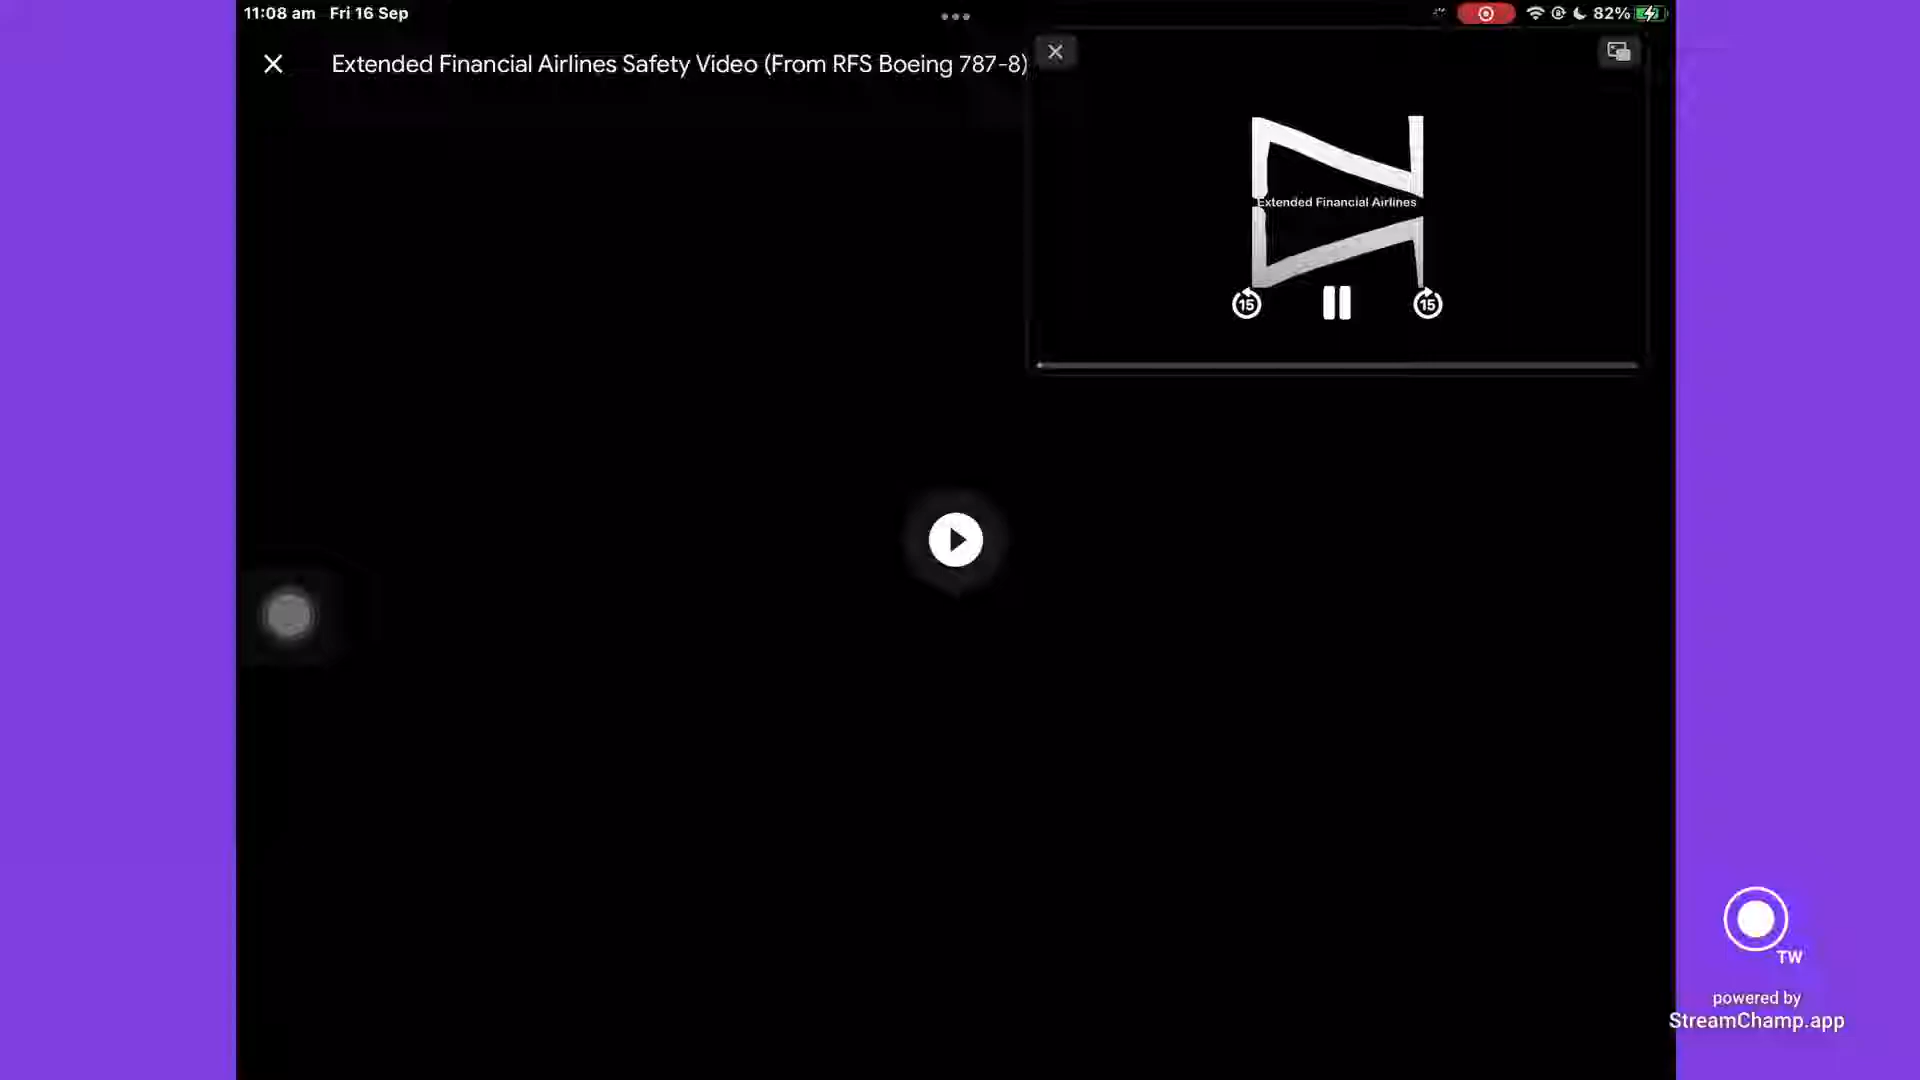 11:08 am Fri 16 Sep
82%
Extended Financial Airlines Safety Video (From RFS Boeing 787-8)
Extended Financial Airlines
15
15
TW
powered by
StreamChamp.app